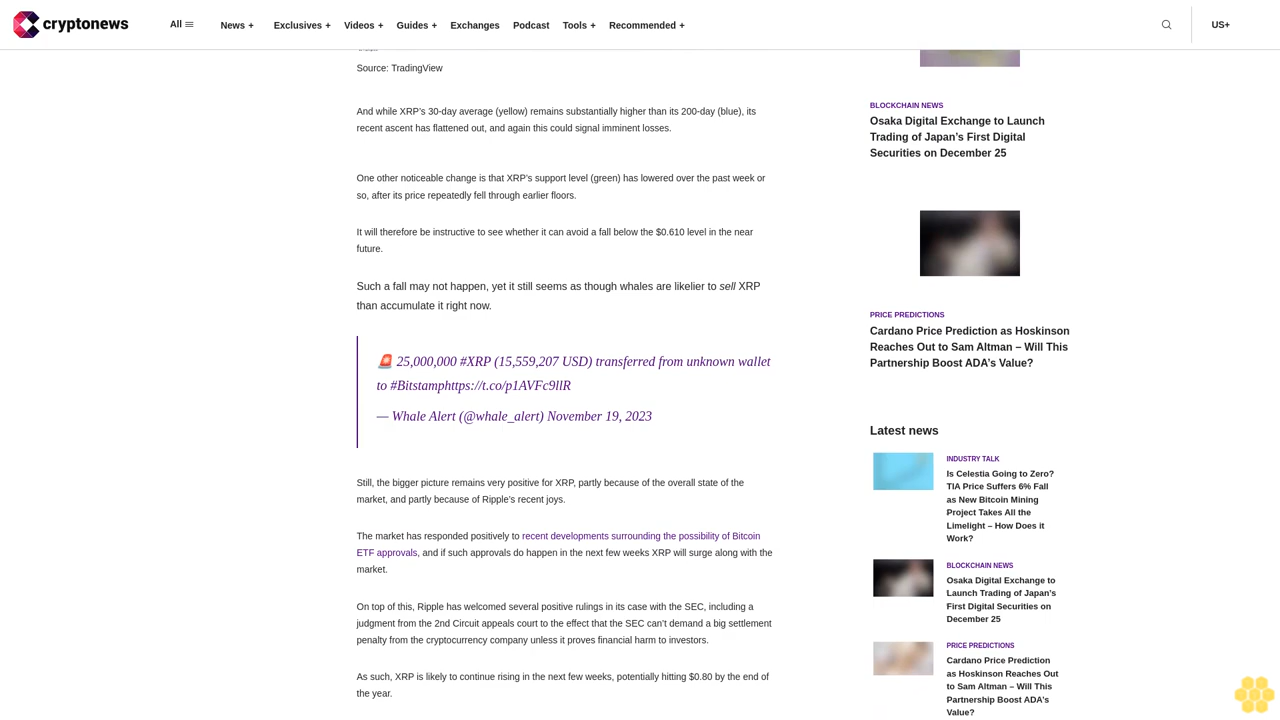 cryptonews
All
News +
Exclusives +
Videos +
Guides +
Exchanges
Podcast
Tools +
Recommended +
US+
Source: TradingView
And while XRP’s 30-day average (yellow) remains substantially higher than its 200-day (blue), its
recent ascent has flattened out, and again this could signal imminent losses.
One other noticeable change is that XRP’s support level (green) has lowered over the past week or
so, after its price repeatedly fell through earlier floors.
It will therefore be instructive to see whether it can avoid a fall below the $0.610 level in the near
future.
Such a fall may not happen, yet it still seems as though whales are likelier to sell XRP
than accumulate it right now.
🚨 25,000,000 #XRP (15,559,207 USD) transferred from unknown wallet
to #Bitstamphttps://t.co/p1AVFc9llR
— Whale Alert (@whale_alert) November 19, 2023
Still, the bigger picture remains very positive for XRP, partly because of the overall state of the
market, and partly because of Ripple’s recent joys.
The market has responded positively to recent developments surrounding the possibility of Bitcoin
ETF approvals, and if such approvals do happen in the next few weeks XRP will surge along with the
market.
On top of this, Ripple has welcomed several positive rulings in its case with the SEC, including a
judgment from the 2nd Circuit appeals court to the effect that the SEC can’t demand a big settlement
penalty from the cryptocurrency company unless it proves financial harm to investors.
As such, XRP is likely to continue rising in the next few weeks, potentially hitting $0.80 by the end of
the year.
BLOCKCHAIN NEWS
Osaka Digital Exchange to Launch
Trading of Japan’s First Digital
Securities on December 25
PRICE PREDICTIONS
Cardano Price Prediction as Hoskinson
Reaches Out to Sam Altman – Will This
Partnership Boost ADA’s Value?
Latest news
INDUSTRY TALK
Is Celestia Going to Zero?
TIA Price Suffers 6% Fall
as New Bitcoin Mining
Project Takes All the
Limelight – How Does it
Work?
BLOCKCHAIN NEWS
Osaka Digital Exchange to
Launch Trading of Japan’s
First Digital Securities on
December 25
PRICE PREDICTIONS
Cardano Price Prediction
as Hoskinson Reaches Out
to Sam Altman – Will This
Partnership Boost ADA’s
Value?